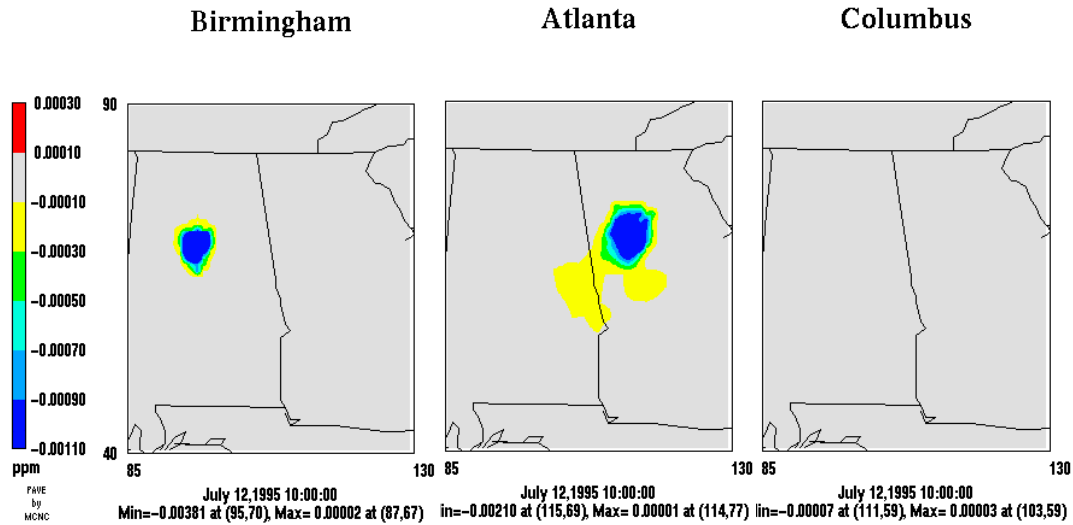 Birmingham
Atlanta
Columbus
0.00030
0.00010
-0.00010
-0.00030
-0.00050
-0.00070
-0.00090
-0.00110
ppm
PAVE
by
MCNC
90
40
85
130
85
130
85
130
July 12,1995 10:00:00
Min=-0.00381 at (95,70), Max= 0.00002 at (87,67)
July 12,1995 10:00:00
in=-0.00210 at (115,69), Max= 0.00001 at (114,77)
July 12,1995 10:00:00
in=-0.00007 at (111,59), Max= 0.00003 at (103,59)